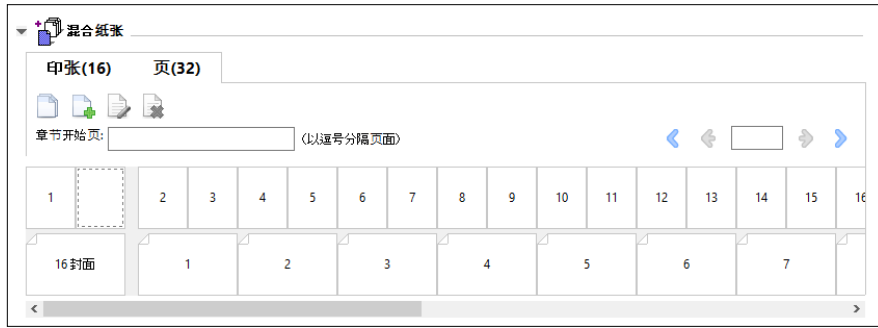 混合纸张
印张(16) 页(32)
章节开始页: (以逗号分隔页面)
1 2 3 4 5 6 7 8 9 10 11 12 13 14 15 16
16封面 1 2 3 4 5 6 7